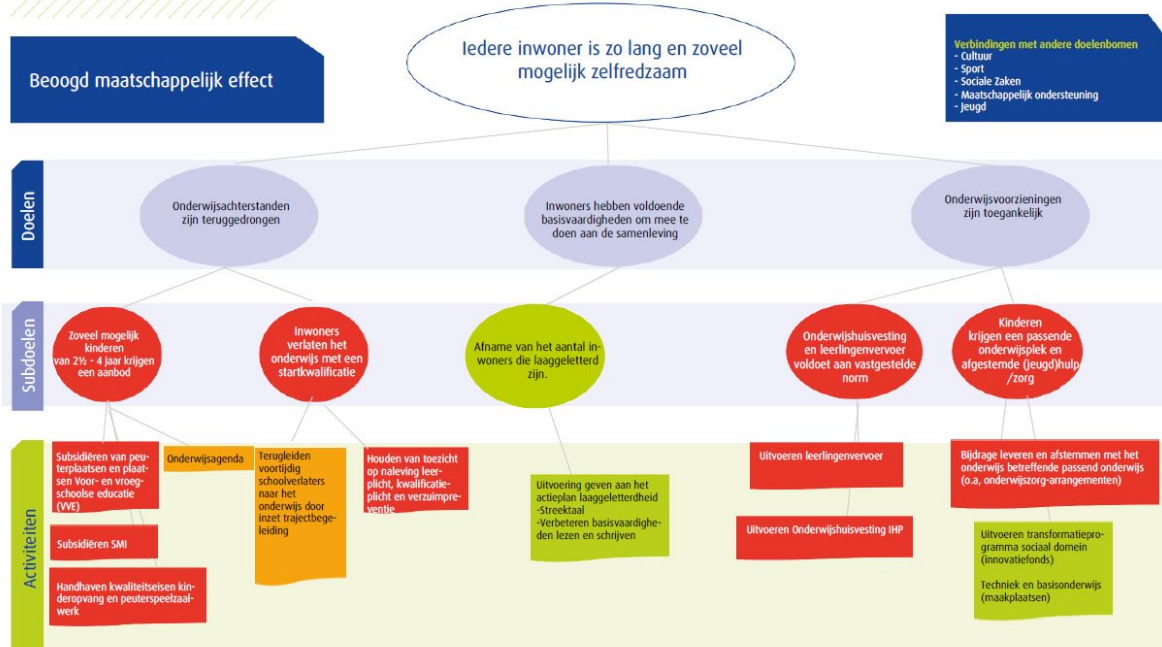 Beoogd maatschappelijk effect
Iedere inwoner is zo lang en zoveel
mogelijk zelfredzaam
Verbindingen met andere doelenbomen
- Cultuur
- Sport
- Sociale Zaken
- Maatschappelijk ondersteuning
- Jeugd
Doelen
Onderwijsachterstanden
zijn teruggedrongen
Inwoners hebben voldoende
basisvaardigheden om mee te
doen aan de samenleving
Onderwijsvoorzieningen
zijn toegankelijk
Subdoelen
Zoveel mogelijk
kinderen
van 2½ - 4 jaar krijgen
een aanbod
Inwoners
verlaten het
onderwijs met een
startkwalificatie
Afname van het aantal in-
woners die laaggeletterd
zijn.
Onderwijshuisvesting
en leerlingenvervoer
voldoet aan vastgestelde
norm
Kinderen
krijgen een passende
onderwijsplek en
afgestemde (jeugd)hulp
/zorg
Activiteiten
Subsidiëren van peu-
terplaatsen en plaat-
sen Voor- en vroeg-
schoolse educatie
(VVE)
Subsidiëren SMI
Handhaven kwaliteitseisen kin-
deropvang en peuterspeelzaal-
werk
Onderwijsagenda
Terugleiden
voortijdig
schoolverlaters
naar het
onderwijs door
inzet trajectbege-
leiding
Houden van toezicht
op naleving leer-
plicht, kwalificatie-
plicht en verzuimpre-
ventie
Uitvoering geven aan het
actieplan laaggeletterdheid
-Streektaal
-Verbeteren basisvaardighe-
den lezen en schrijven
Uitvoeren leerlingenvervoer
Uitvoeren Onderwijshuisvesting IHP
Bijdrage leveren en afstemmen met het
onderwijs betreffende passend onderwijs
(o.a, onderwijszorg-arrangementen)
Uitvoeren transformatiepro-
gramma sociaal domein
(innovatiefonds)
Techniek en basisonderwijs
(maakplaatsen)